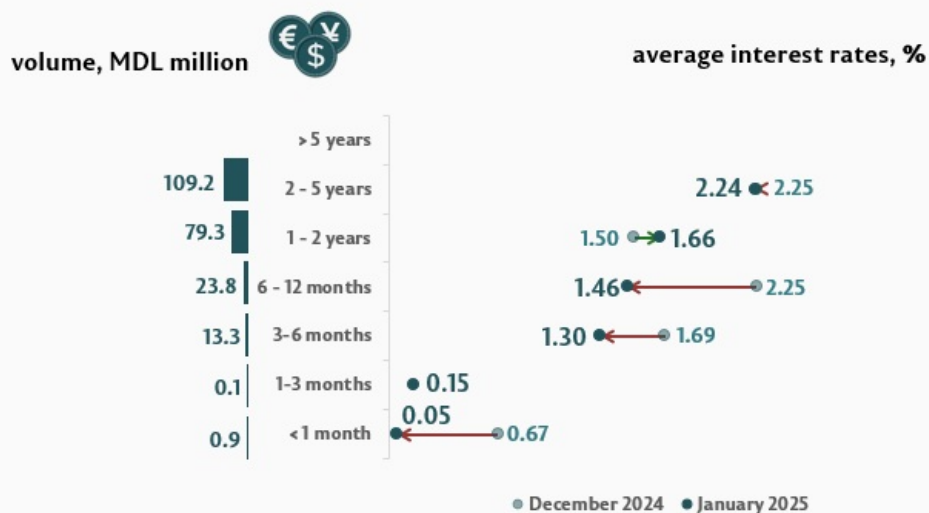 € ¥ $
volume, MDL million
average interest rates, %
> 5 years
109.2 2 - 5 years 2.24 2.25
79.3 1 - 2 years 1.50 1.66
23.8 6 - 12 months 1.46 2.25
13.3 3-6 months 1.30 1.69
0.1 1-3 months 0.15
0.05
0.9 < 1 month 0.67
December 2024 January 2025